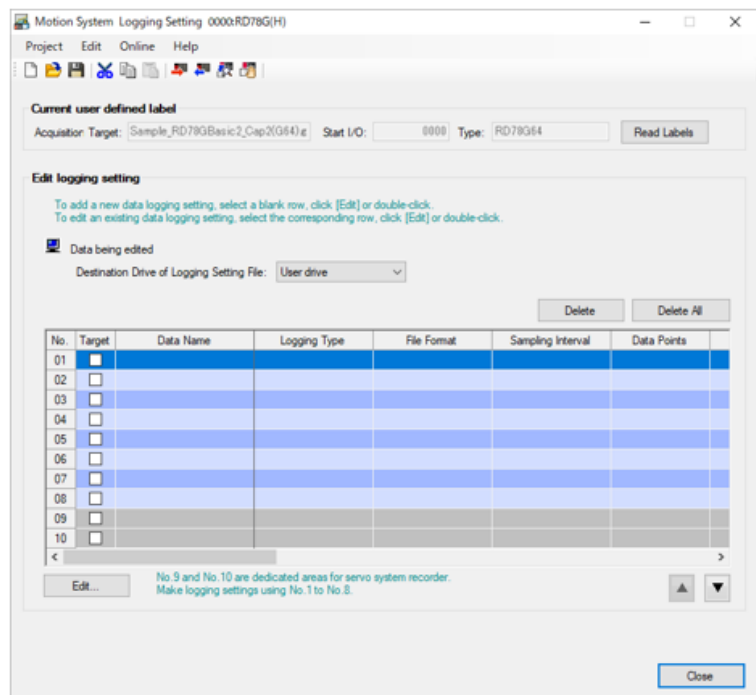 Motion System Logging Setting 0000:RD78G(H)
Project Edit Online Help
Current user defined label
Acquisition Target: Sample_RD78GBasic2_Cap2(G64).g Start I/O: 0000 Type: RD78G64 Read Labels
Edit logging setting
To add a new data logging setting, select a blank row, click [Edit] or double-click.
To edit an existing data logging setting, select the corresponding row, click [Edit] or double-click.
Data being edited
Destination Drive of Logging Setting File: User drive
Delete Delete All
No. Target Data Name Logging Type File Format Sampling Interval Data Points
01
02
03
04
05
06
07
08
09
10
Edit... No.9 and No.10 are dedicated areas for servo system recorder.
Make logging settings using No.1 to No.8.
Close